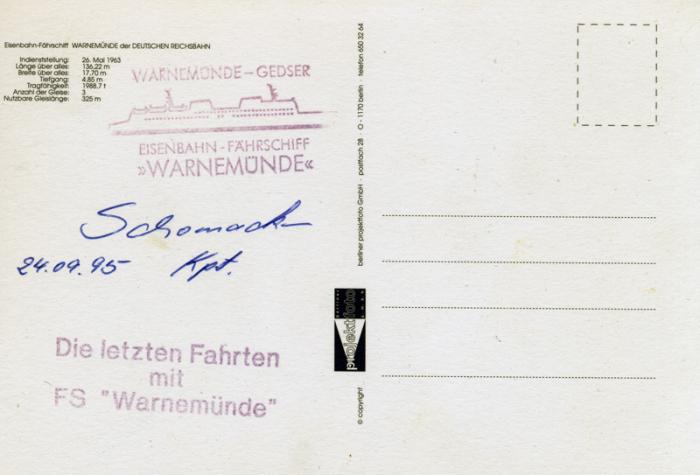 Eisenbahn-Fährschiff WARNEMÜNDE der DEUTSCHEN REICHSBAHN
Indienststellung: 26. Mai 1963
Länge über alles: 136,22 m
Breite über alles: 17,70 m
Tiefgang: 4,85 m
Tragfähigkeit: 1988,7 t
Anzahl der Gleise: 3
Nutzbare Gleislänge: 325 m
WARNEMÜNDE - GEDSER
EISENBAHN - FÄHRSCHIFF
»WARNEMÜNDE«
Schomack
24.09.95 Kpt.
Die letzten Fahrten
mit
FS "Warnemünde"
© copyright berliner projektfoto GmbH · postfach 28 · O - 1170 berlin · telefon 650 32 64
projektfoto